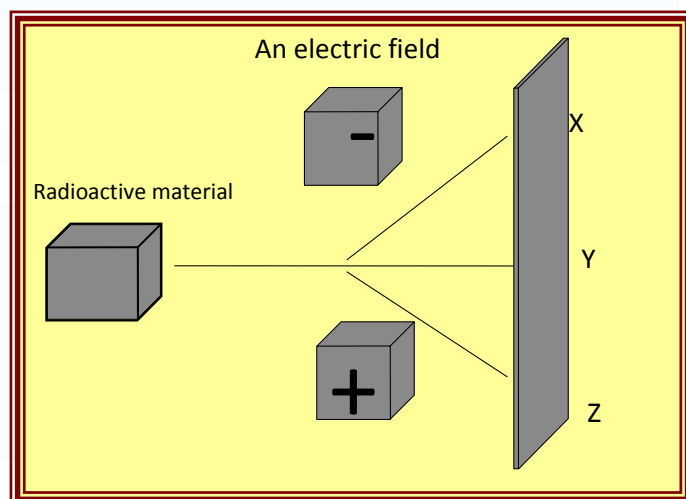 An electric field
-
X
Radioactive material
Y
+
Z